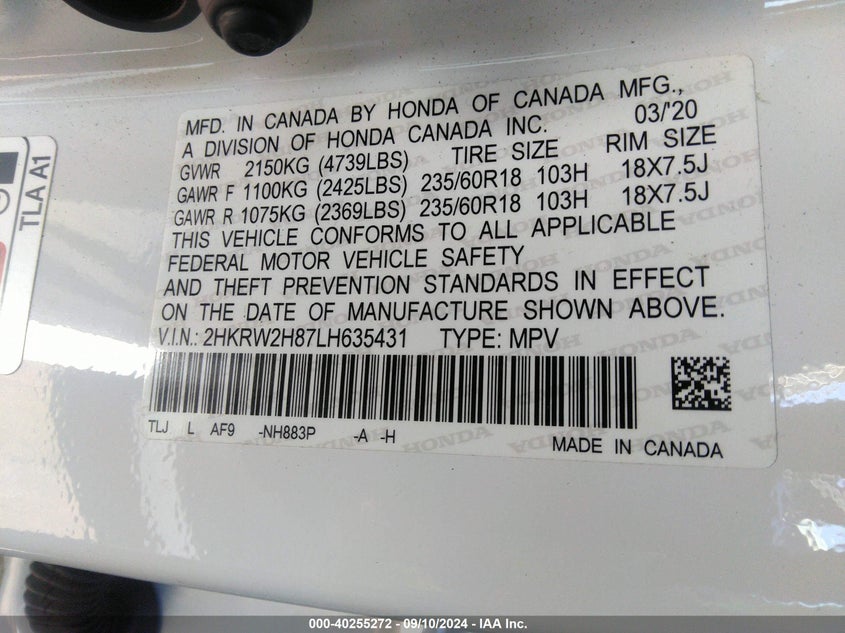 MFD. IN CANADA BY HONDA OF CANADA MFG.,
A DIVISION OF HONDA CANADA INC. 03/'20
GVWR 2150KG (4739LBS) TIRE SIZE RIM SIZE
GAWR F 1100KG (2425LBS) 235/60R18 103H 18X7.5J
GAWR R 1075KG (2369LBS) 235/60R18 103H 18X7.5J
THIS VEHICLE CONFORMS TO ALL APPLICABLE
FEDERAL MOTOR VEHICLE SAFETY
AND THEFT PREVENTION STANDARDS IN EFFECT
ON THE DATE OF MANUFACTURE SHOWN ABOVE.
V.I.N.: 2HKRW2H87LH635431 TYPE: MPV
TLJ L AF9 -NH883P -A -H
MADE IN CANADA
TLA A1
000-40255272 - 09/10/2024 - IAA Inc.